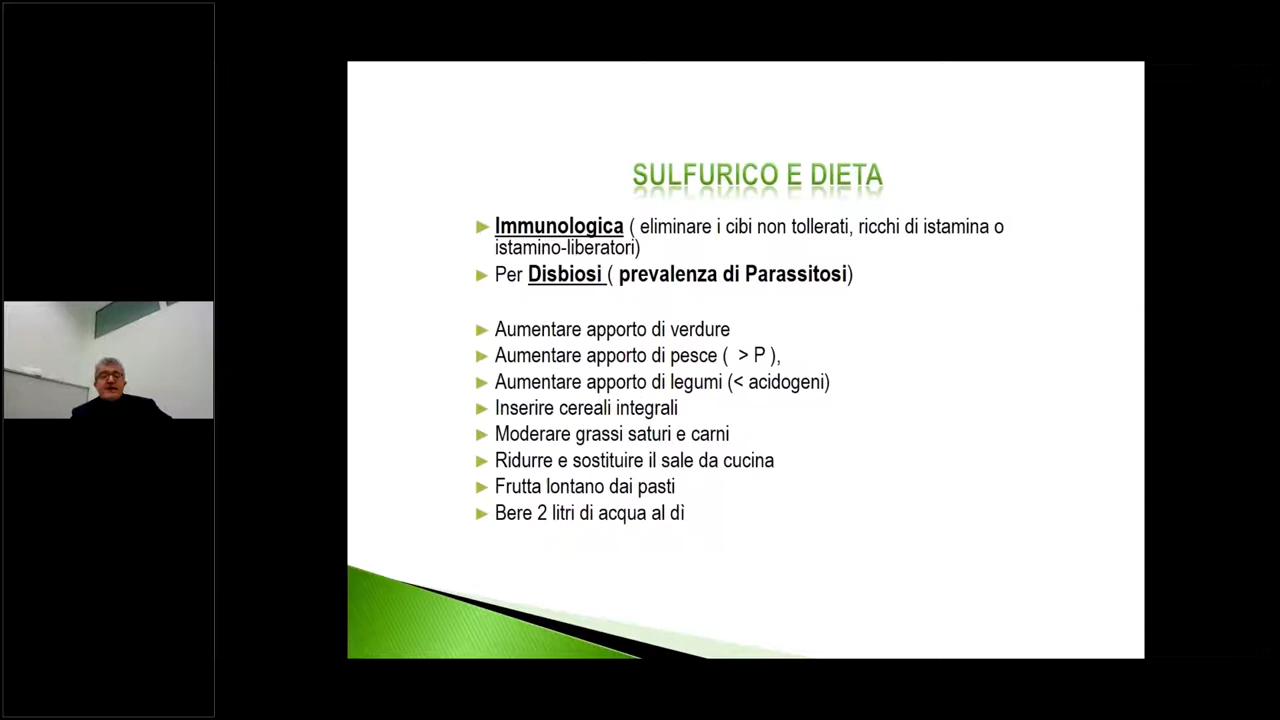 SULFURICO E DIETA
Immunologica ( eliminare i cibi non tollerati, ricchi di istamina o
istamino-liberatori)
Per Disbiosi ( prevalenza di Parassitosi)
Aumentare apporto di verdure
Aumentare apporto di pesce ( > P ),
Aumentare apporto di legumi (< acidogeni)
Inserire cereali integrali
Moderare grassi saturi e carni
Ridurre e sostituire il sale da cucina
Frutta lontano dai pasti
Bere 2 litri di acqua al dì